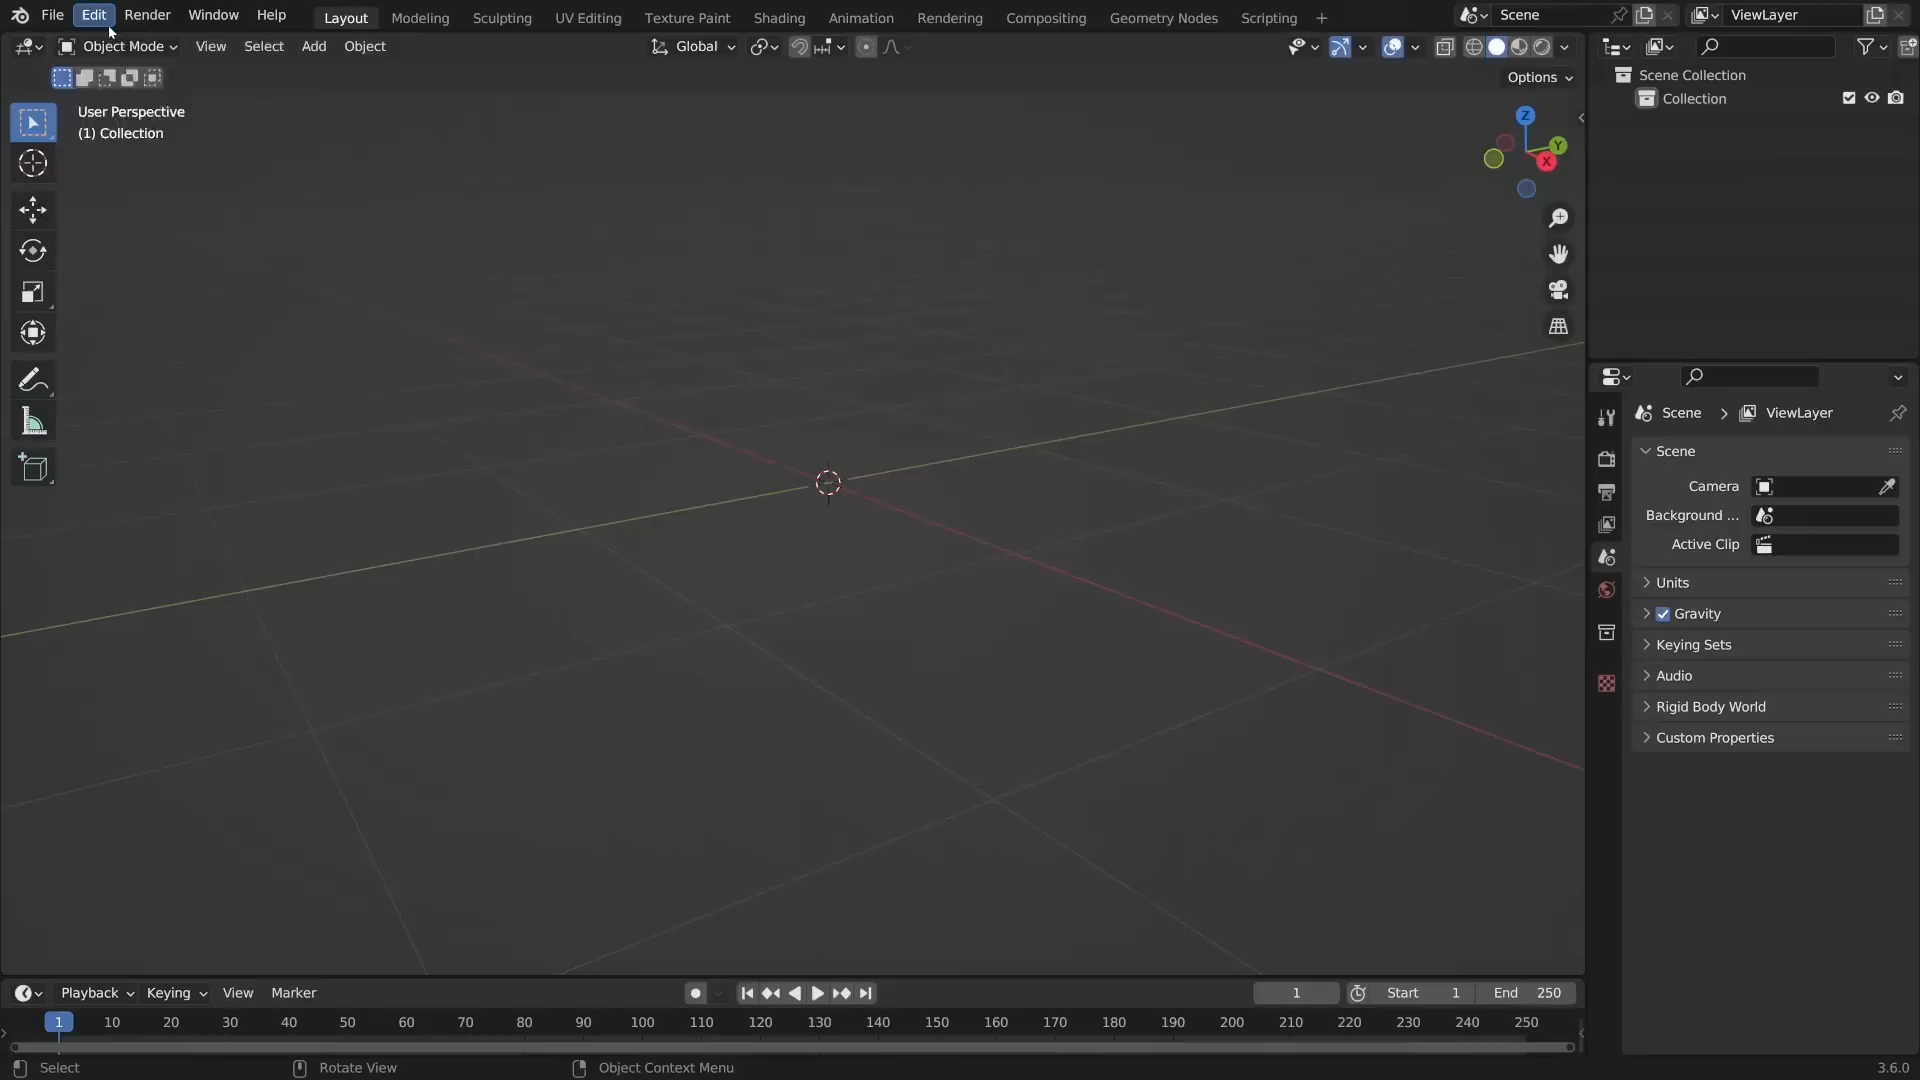 File Edit Render Window Help Layout Modeling Sculpting UV Editing Texture Paint Shading Animation Rendering Compositing Geometry Nodes Scripting + Scene ViewLayer
Object Mode View Select Add Object Global
Options
User Perspective
(1) Collection
Z
Y
X
Scene Collection
Collection
Scene > ViewLayer
Scene
Camera
Background ...
Active Clip
Units
Gravity
Keying Sets
Audio
Rigid Body World
Custom Properties
Playback Keying View Marker 1 Start 1 End 250
1 10 20 30 40 50 60 70 80 90 100 110 120 130 140 150 160 170 180 190 200 210 220 230 240 250
Select Rotate View Object Context Menu 3.6.0